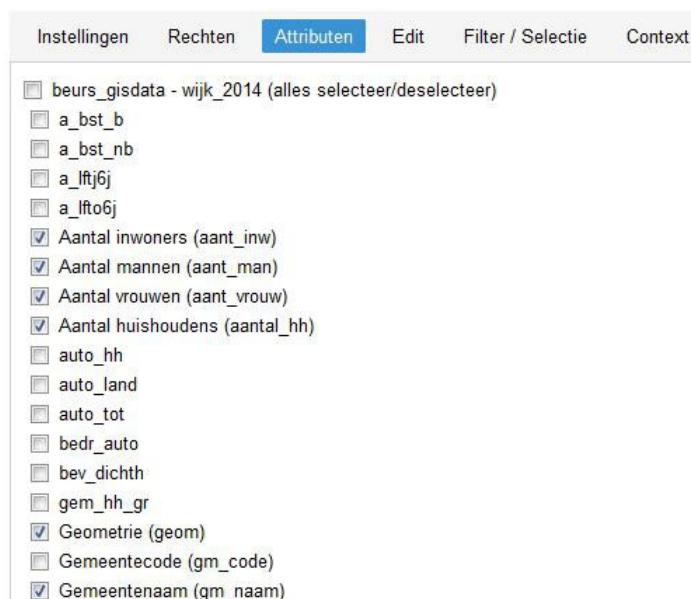 Instellingen Rechten Attributen Edit Filter / Selectie Context
beurs_gisdata - wijk_2014 (alles selecteer/deselecteer)
a_bst_b
a_bst_nb
a_lftj6j
a_lfto6j
Aantal inwoners (aant_inw)
Aantal mannen (aant_man)
Aantal vrouwen (aant_vrouw)
Aantal huishoudens (aantal_hh)
auto_hh
auto_land
auto_tot
bedr_auto
bev_dichth
gem_hh_gr
Geometrie (geom)
Gemeentecode (gm_code)
Gemeentenaam (gm_naam)